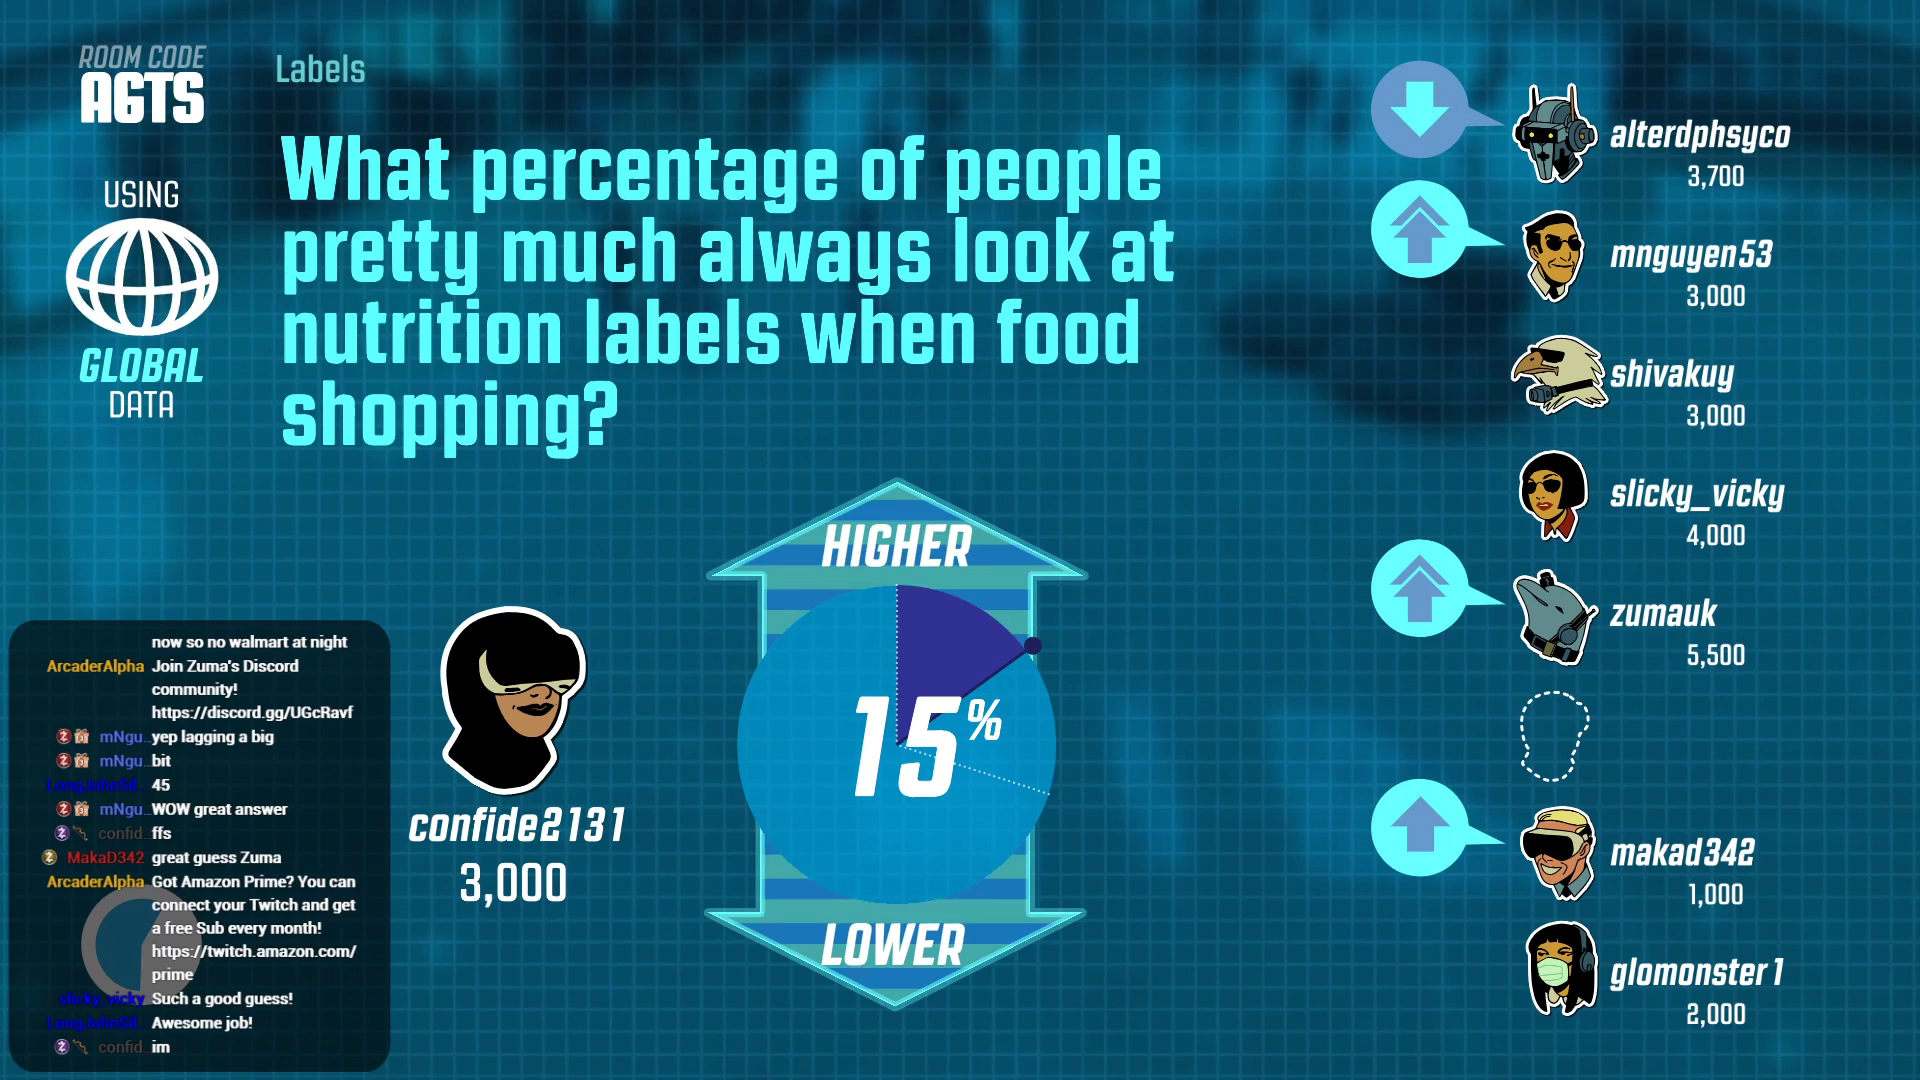 ROOM CODE
AGTS
USING
GLOBAL
DATA
Labels
What percentage of people
pretty much always look at
nutrition labels when food
shopping?
HIGHER
15%
LOWER
confide2131
3,000
alterdphsyco
3,700
mnguyen53
3,000
shivakuy
3,000
slicky_vicky
4,000
zumauk
5,500
makad342
1,000
glomonster1
2,000
now so no walmart at night
ArcaderAlpha Join Zuma's Discord
community!
https://discord.gg/UGcRavf
mNgu... yep lagging a big
mNgu... bit
LongJohnSil... 45
mNgu... WOW great answer
confid... ffs
MakaD342 great guess Zuma
ArcaderAlpha Got Amazon Prime? You can
connect your Twitch and get
a free Sub every month!
https://twitch.amazon.com/
prime
slicky_vicky Such a good guess!
LongJohnSil... Awesome job!
confid... im